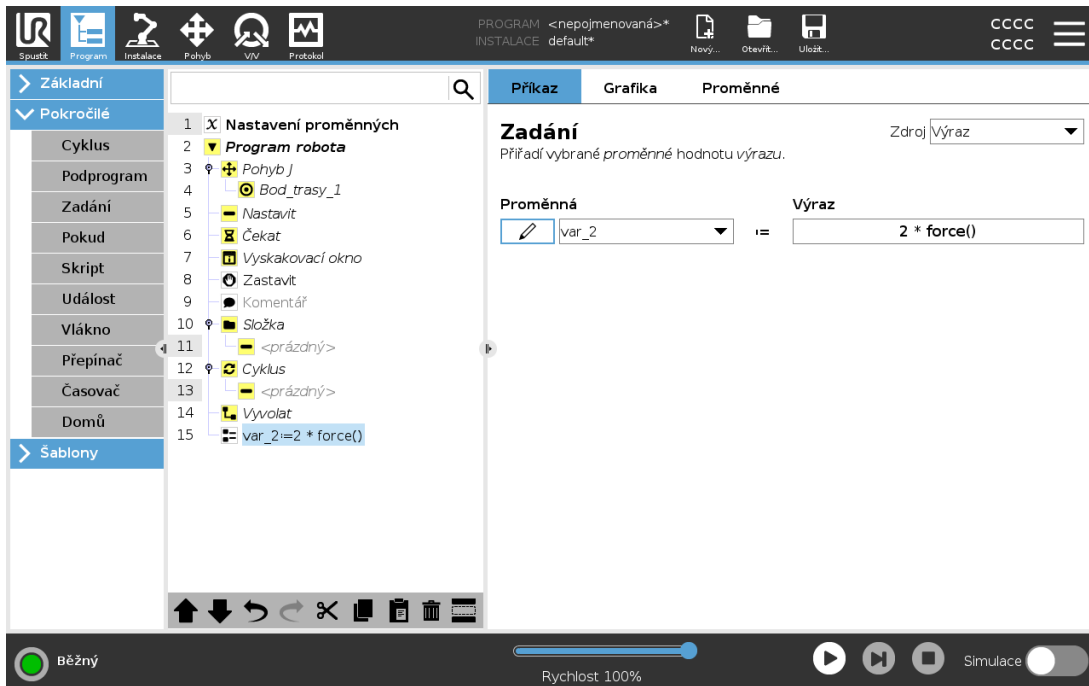 Spustit
Program
Instalace
Pohyb
V/V
Protokol
PROGRAM <nepojmenovaná>*
INSTALACE default*
Nový...
Otevřít...
Uložit...
CCCC
CCCC
Základní
Pokročilé
Cyklus
Podprogram
Zadání
Pokud
Skript
Událost
Vlákno
Přepínač
Časovač
Domů
Šablony
1 X Nastavení proměnných
2 Program robota
3 Pohyb J
4 Bod_trasy_1
5 Nastavit
6 Čekat
7 Vyskakovací okno
8 Zastavit
9 Komentář
10 Složka
11 <prázdný>
12 Cyklus
13 <prázdný>
14 Vyvolat
15 var_2:=2 * force()
Příkaz Grafika Proměnné
Zadání
Zdroj Výraz
Přiřadí vybrané proměnné hodnotu výrazu.
Proměnná Výraz
var_2 := 2 * force()
Běžný
Rychlost 100%
Simulace